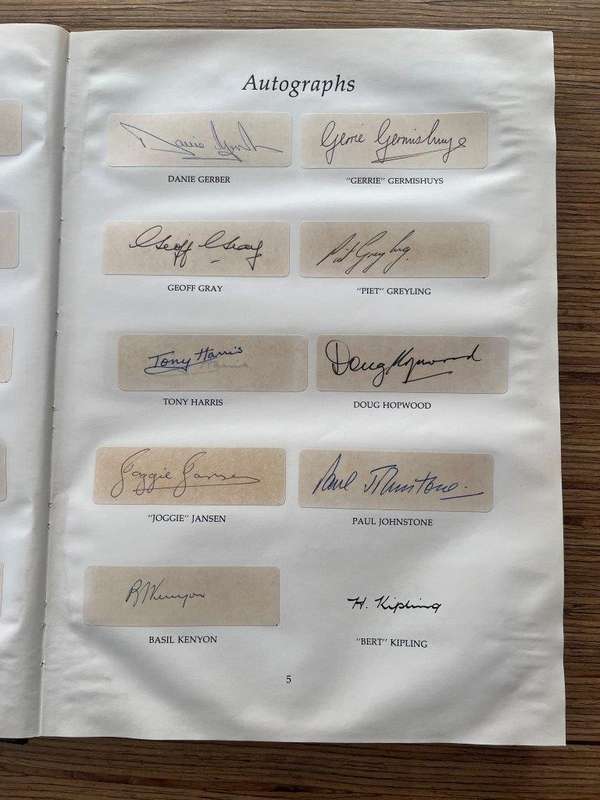 Autographs
Danie Gerber
Gerrie Germishuys
DANIE GERBER
"GERRIE" GERMISHUYS
Geoff Gray
Piet Greyling
GEOFF GRAY
"PIET" GREYLING
Tony Harris
Doug Hopwood
TONY HARRIS
DOUG HOPWOOD
Joggie Jansen
Paul Johnstone.
"JOGGIE" JANSEN
PAUL JOHNSTONE
R Kenyon
H. Kipling
BASIL KENYON
"BERT" KIPLING
5